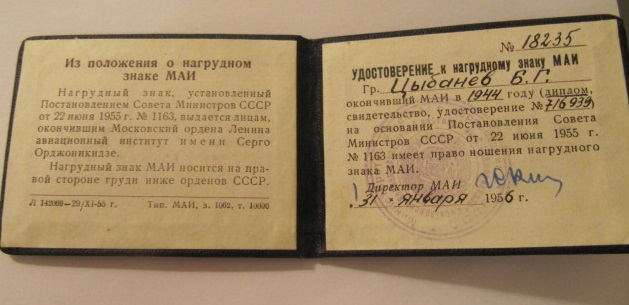 Из положения о нагрудном
знаке МАИ
Нагрудный знак, установленный
Постановлением Совета Министров СССР
от 22 июня 1955 г. № 1163, выдается лицам,
окончившим Московский ордена Ленина
авиационный институт имени Серго
Орджоникидзе.
Нагрудный знак МАИ носится на пра-
вой стороне груди ниже орденов СССР.
Л 142069—29/XI-55 г. Тип. МАИ, з. 1002, т. 10000
№ 18235
УДОСТОВЕРЕНИЕ к нагрудному знаку МАИ
Гр. Цыбанев Б.Г.
окончивший МАИ в 1944 году (диплом,
свидетельство, удостоверение № 716939)
на основании Постановления Совета
Министров СССР от 22 июня 1955 г.
№ 1163 имеет право ношения нагрудного
знака МАИ.
Директор МАИ
„31“ января 1956 г.